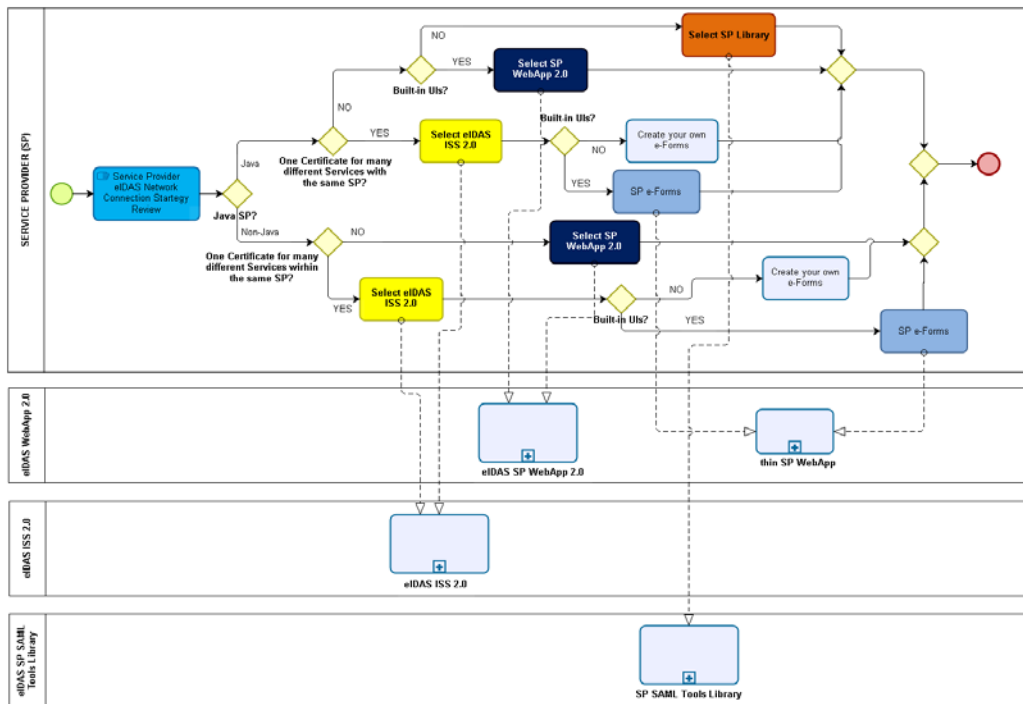 SERVICE PROVIDER (SP)
Service Provider
eIDAS Network
Connection Startegy
Review
Java SP?
Java
Non-Java
One Certificate for many
different Services with
the same SP?
NO
YES
Built-in UIs?
NO
YES
Select SP Library
Select SP
WebApp 2.0
Select eIDAS
ISS 2.0
Built-in UIs?
NO
YES
Create your own
e-Forms
SP e-Forms
One Certificate for many
different Services wirhin
the same SP?
NO
YES
Select SP
WebApp 2.0
Select eIDAS
ISS 2.0
Built-in UIs?
NO
YES
Create your own
e-Forms
SP e-Forms
eIDAS WebApp 2.0
eIDAS SP WebApp 2.0
thin SP WebApp
eIDAS ISS 2.0
eIDAS ISS 2.0
eIDAS SP SAML
Tools Library
SP SAML Tools Library